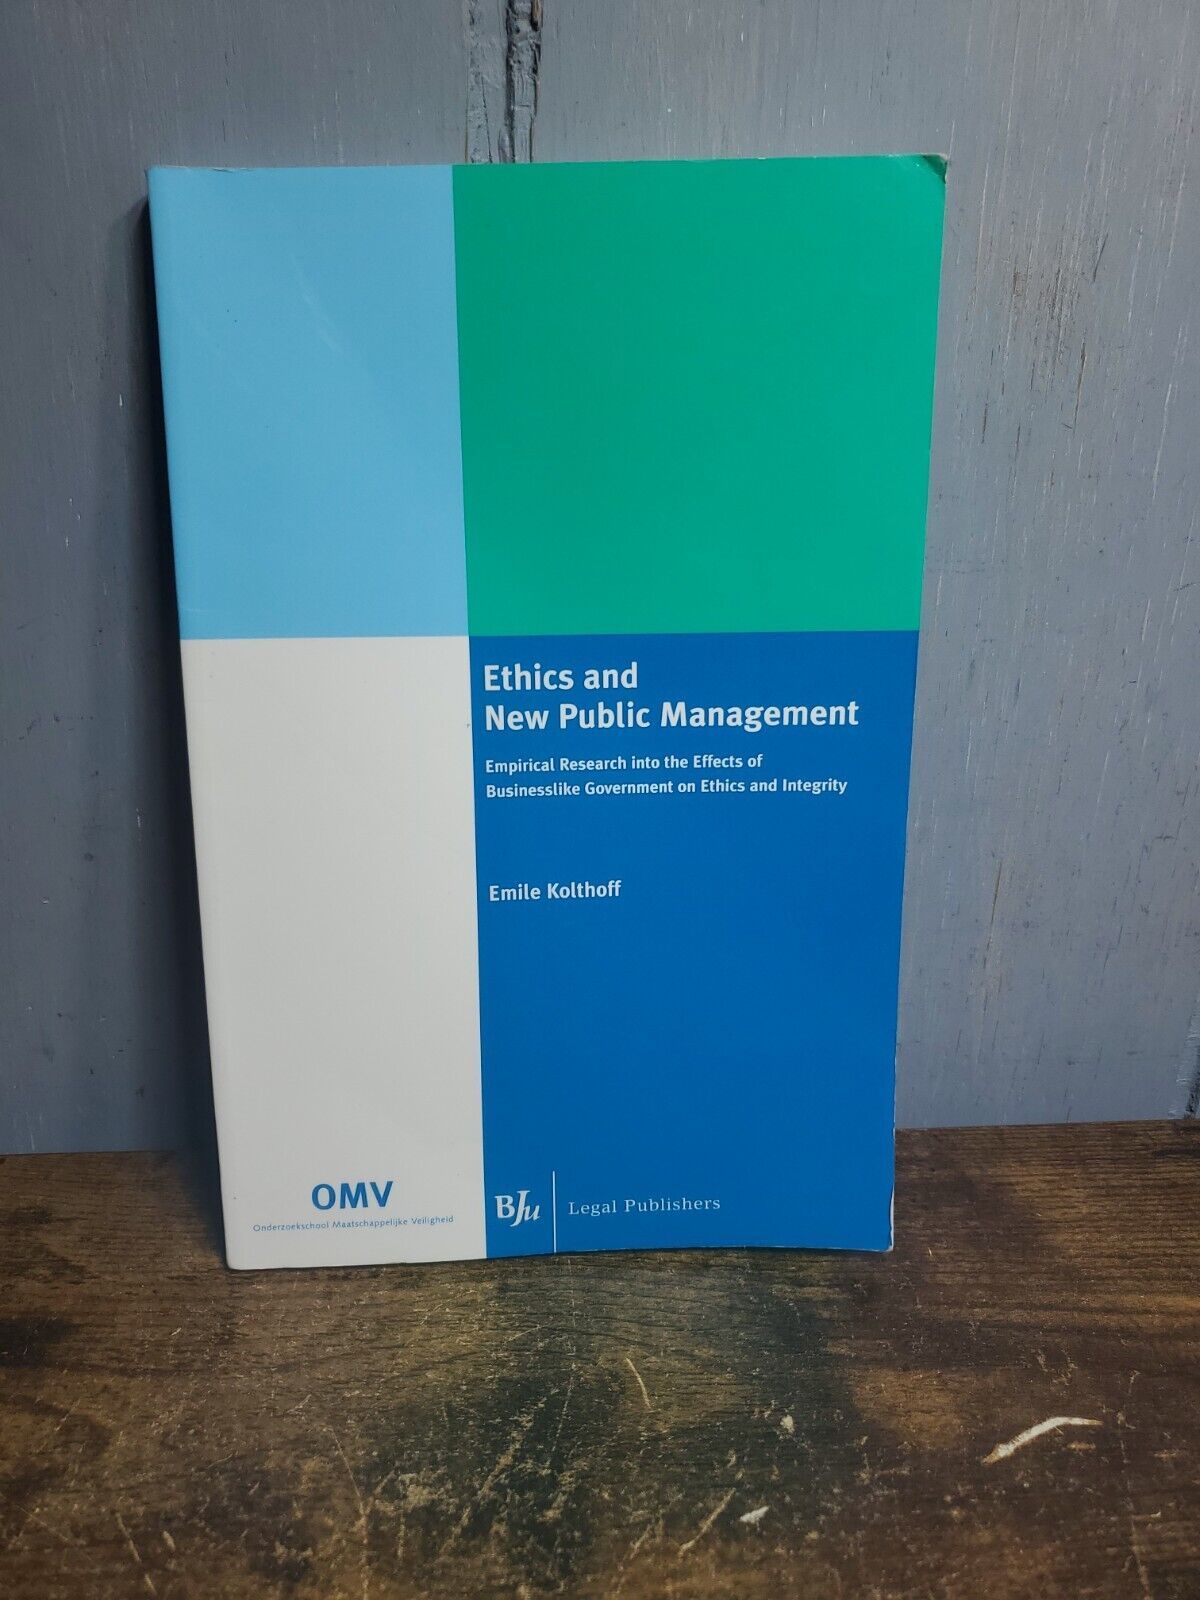 Ethics and
New Public Management
Empirical Research into the Effects of
Businesslike Government on Ethics and Integrity
Emile Kolthoff
OMV
Onderzoekschool Maatschappelijke Veiligheid
BJu
Legal Publishers